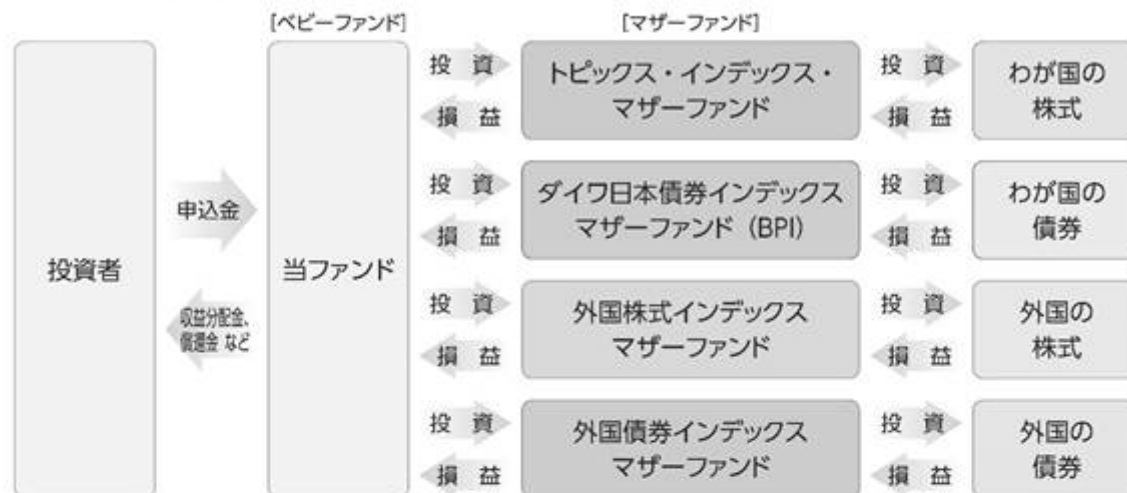 [ベビーファンド]
[マザーファンド]
投資者
申込金
収益分配金、
償還金 など
当ファンド
投 資
損 益
トピックス・インデックス・
マザーファンド
投 資
損 益
わが国の
株式
投 資
損 益
ダイワ日本債券インデックス
マザーファンド（BPI）
投 資
損 益
わが国の
債券
投 資
損 益
外国株式インデックス
マザーファンド
投 資
損 益
外国の
株式
投 資
損 益
外国債券インデックス
マザーファンド
投 資
損 益
外国の
債券